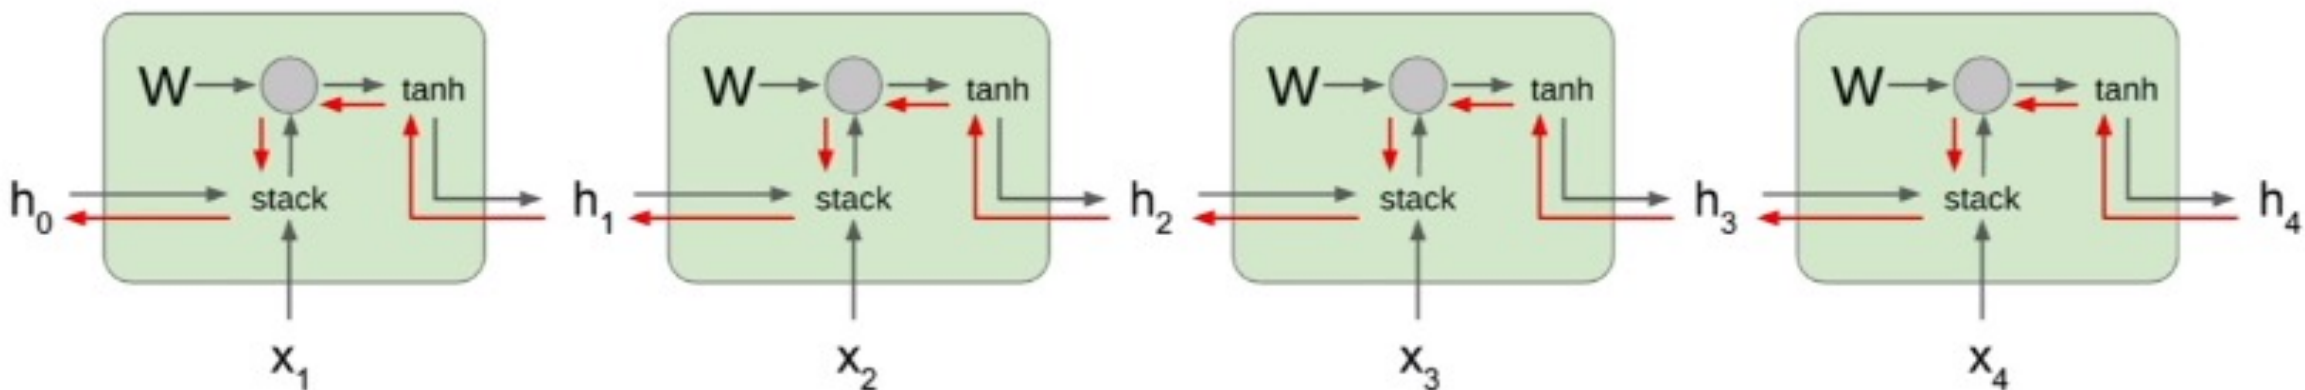 W tanh W tanh W tanh W tanh
h0 stack h1 stack h2 stack h3 stack h4
x1 x2 x3 x4